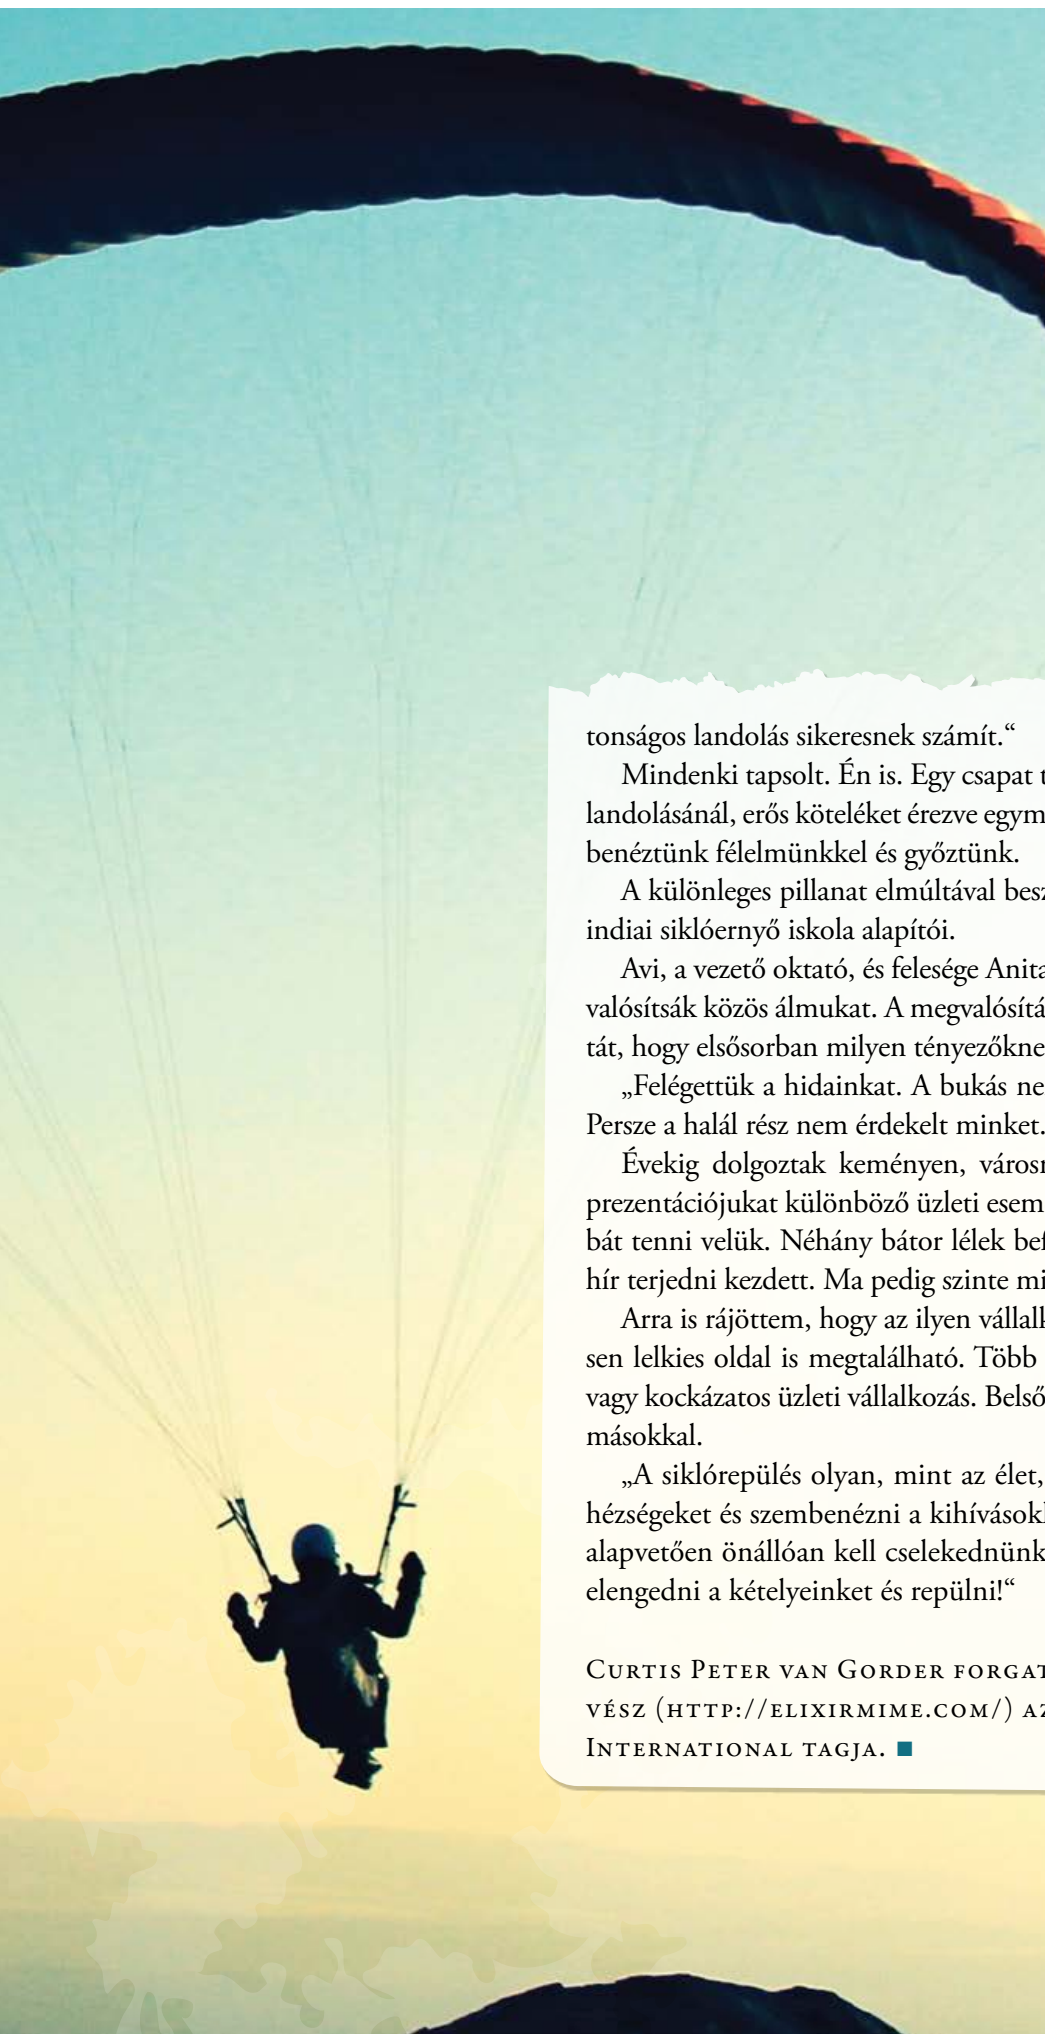 tonságos landolás sikeresnek számít.“
Mindenki tapsolt. Én is. Egy csapat t
landolásánál, erős köteléket érezve egym
benéztünk félelmünkkel és győztünk.
A különleges pillanat elmúltával besz
indiai siklóernyő iskola alapítói.
Avi, a vezető oktató, és felesége Anita
valósítsák közös álmukat. A megvalósítá
tát, hogy elsősorban milyen tényezőkne
„Felégettük a hidainkat. A bukás ne
Persze a halál rész nem érdekelt minket.
Évekig dolgoztak keményen, városr
prezentációjukat különböző üzleti esem
bát tenni velük. Néhány bátor lélek bef
hír terjedni kezdett. Ma pedig szinte mi
Arra is rájöttem, hogy az ilyen vállalk
sen lelkies oldal is megtalálható. Több
vagy kockázatos üzleti vállalkozás. Belső
másokkal.
„A siklórepülés olyan, mint az élet,
hézségeket és szembenézni a kihívásokk
alapvetően önállóan kell cselekednünk
elengedni a kételyeinket és repülni!“
Curtis Peter van Gorder forgat
vész (http://elixirmime.com/) az
International tagja. ■